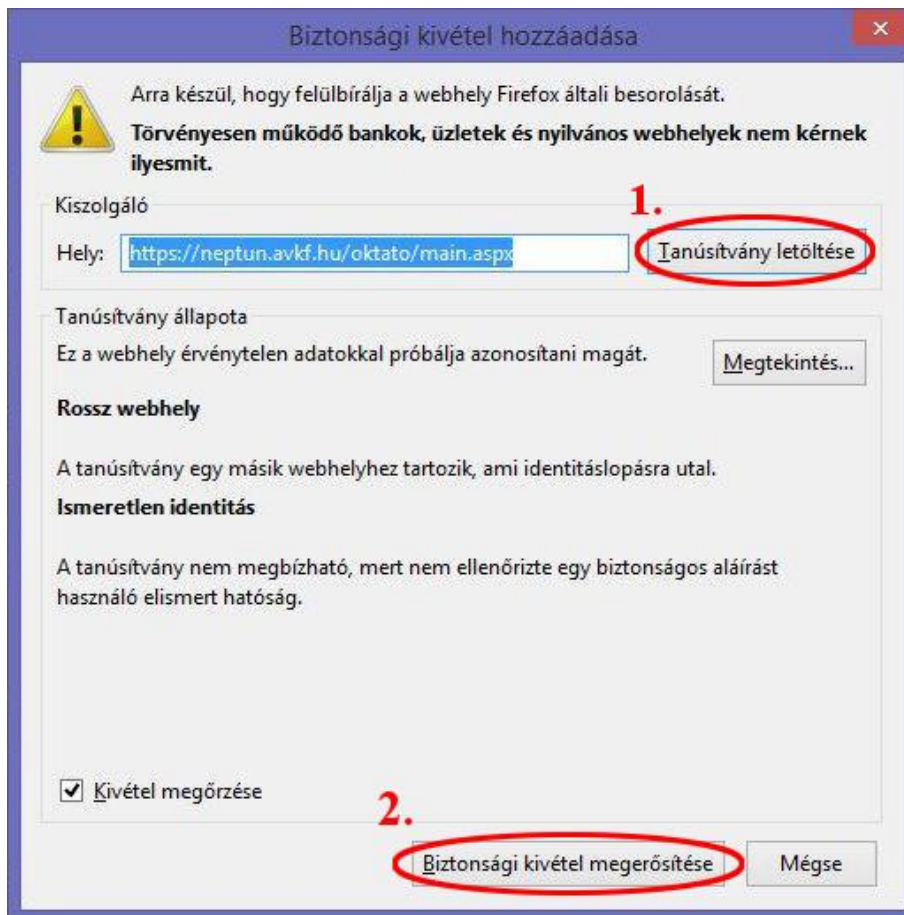 Biztonsági kivétel hozzáadása
Arra készül, hogy felülbírálja a webhely Firefox általi besorolását.
Törvényesen működő bankok, üzletek és nyilvános webhelyek nem kérnek
ilyesmit.
Kiszolgáló
1.
Hely: https://neptun.avkf.hu/oktato/main.aspx Tanúsítvány letöltése
Tanúsítvány állapota
Ez a webhely érvénytelen adatokkal próbálja azonosítani magát.
Megtekintés...
Rossz webhely
A tanúsítvány egy másik webhelyhez tartozik, ami identitáslopásra utal.
Ismeretlen identitás
A tanúsítvány nem megbízható, mert nem ellenőrizte egy biztonságos aláírást
használó elismert hatóság.
Kivétel megőrzése
2.
Biztonsági kivétel megerősítése Mégse